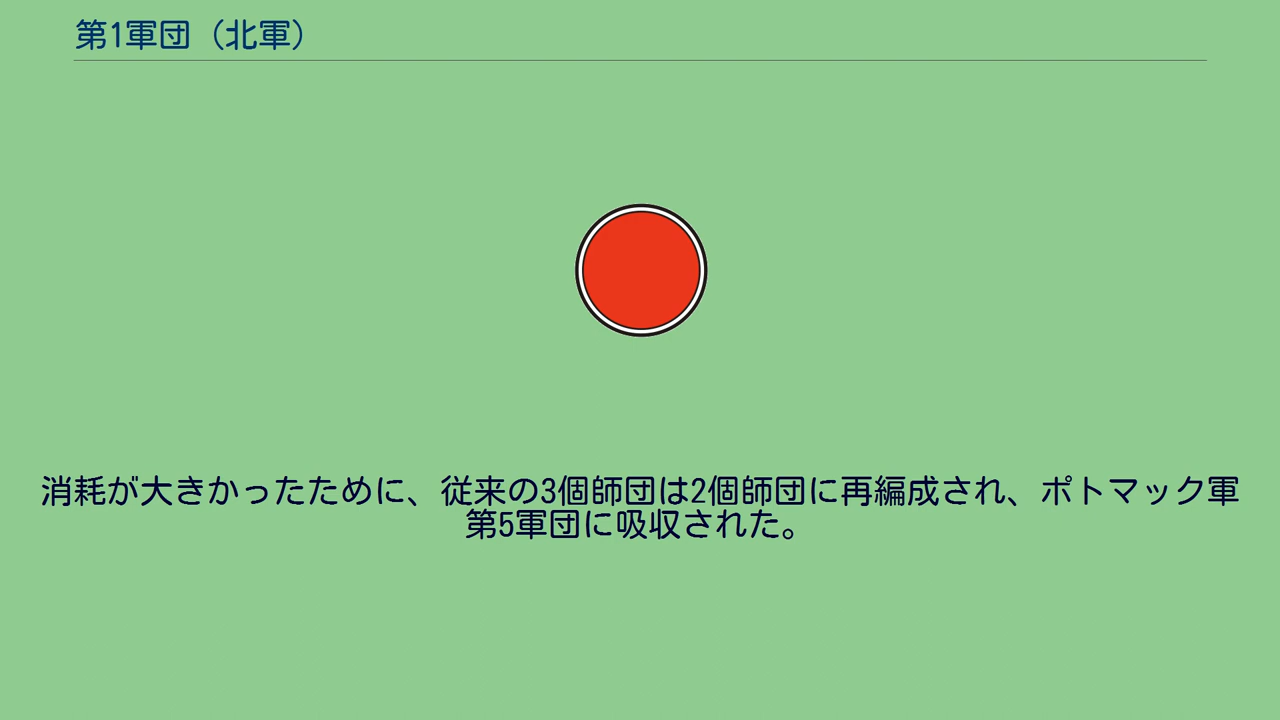 第1軍団（北軍）
消耗が大きかったために、従来の3個師団は2個師団に再編成され、ポトマック軍
第5軍団に吸収された。